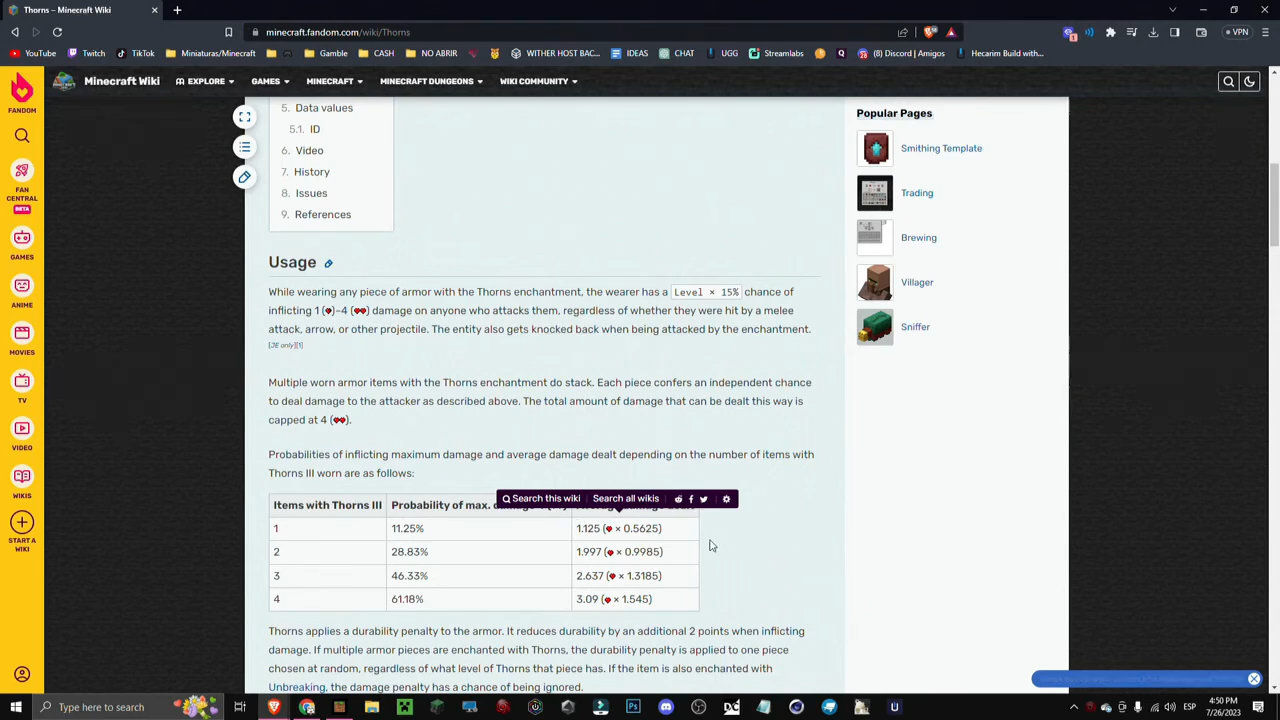 Thorns – Minecraft Wiki
minecraft.fandom.com/wiki/Thorns
VPN
YouTube Twitch TikTok Miniaturas/Minecraft Gambo CASH NO ABRIR WITHER HOST BAC... IDEAS CHAT UGG Streamlabs (8) Discord | Amigos Hecarim Build wi...
Minecraft Wiki EXPLORE GAMES MINECRAFT MINECRAFT DUNGEONS WIKI COMMUNITY
FANDOM
FAN
CENTRAL
BETA
GAMES
ANIME
MOVIES
TV
VIDEO
WIKIS
START A
WIKI
5. Data values
5.1. ID
6. Video
7. History
8. Issues
9. References
Usage
While wearing any piece of armor with the Thorns enchantment, the wearer has a Level × 15% chance of
inflicting 1 ()–4 () damage on anyone who attacks them, regardless of whether they were hit by a melee
attack, arrow, or other projectile. The entity also gets knocked back when being attacked by the enchantment.
[JE only][1]
Multiple worn armor items with the Thorns enchantment do stack. Each piece confers an independent chance
to deal damage to the attacker as described above. The total amount of damage that can be dealt this way is
capped at 4 ().
Probabilities of inflicting maximum damage and average damage dealt depending on the number of items with
Thorns III worn are as follows:
Search this wiki Search all wikis
Items with Thorns III Probability of max.
1 11.25% 1.125 ( × 0.5625)
2 28.83% 1.997 ( × 0.9985)
3 46.33% 2.637 ( × 1.3185)
4 61.18% 3.09 ( × 1.545)
Thorns applies a durability penalty to the armor. It reduces durability by an additional 2 points when inflicting
damage. If multiple armor pieces are enchanted with Thorns, the durability penalty is applied to one piece
chosen at random, regardless of what level of Thorns that piece has. If the item is also enchanted with
Unbreaking, the damage penalty has a chance of being ignored.
Popular Pages
Smithing Template
Trading
Brewing
Villager
Sniffer
Type here to search
ESP
4:50 PM
7/26/2023